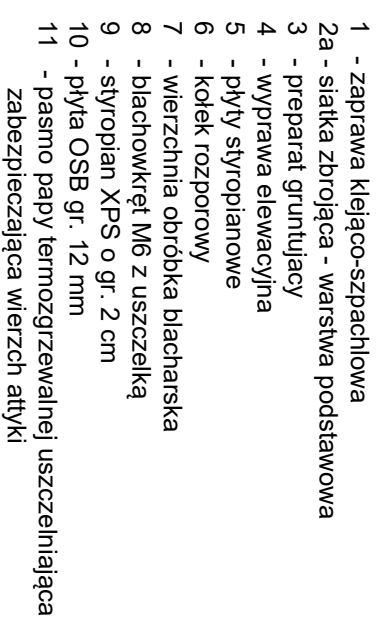 1 - zaprawa klejąco-szpachlowa
2a - siatka zbrojąca - warstwa podstawowa
3 - preparat gruntujacy
4 - wyprawa elewacyjna
5 - płyty styropianowe
6 - kołek rozporowy
7 - wierzchnia obróbka blacharska
8 - blachowkręt M6 z uszczelką
9 - styropian XPS o gr. 2 cm
10 - płyta OSB gr. 12 mm
11 - pasmo papy termozgrzewalnej uszczelniająca
zabezpieczająca wierzch attyki